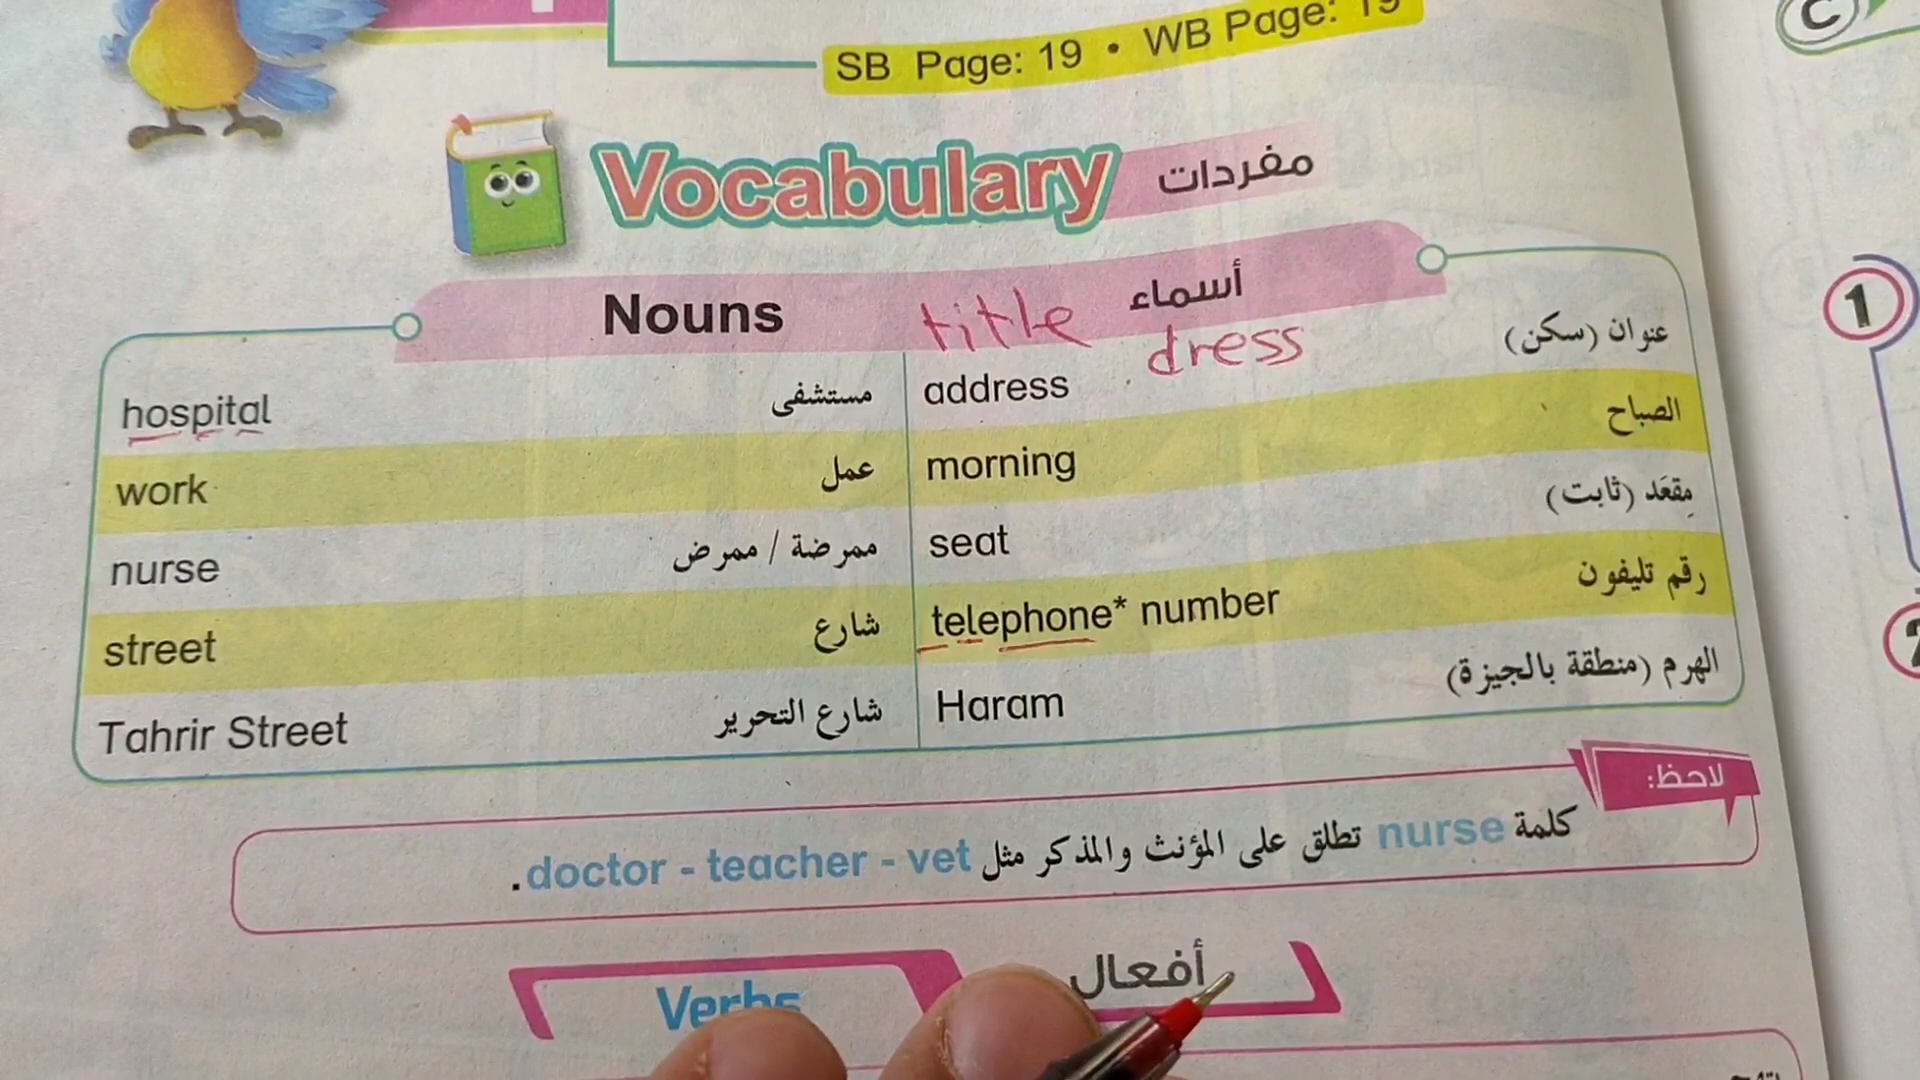 SB Page: 19 • WB Page: 19
Vocabulary مفردات
Nouns title أسماء
dress
hospital مستشفى address عنوان (سكن)
work عمل morning الصباح
nurse ممرضة / ممرض seat مِقعَد (ثابت)
street شارع telephone* number رقم تليفون
Tahrir Street شارع التحرير Haram الهرم (منطقة بالجيزة)
لاحظ:
كلمة nurse تطلق على المؤنث والمذكر مثل doctor - teacher - vet.
Verbs أفعال
C
1